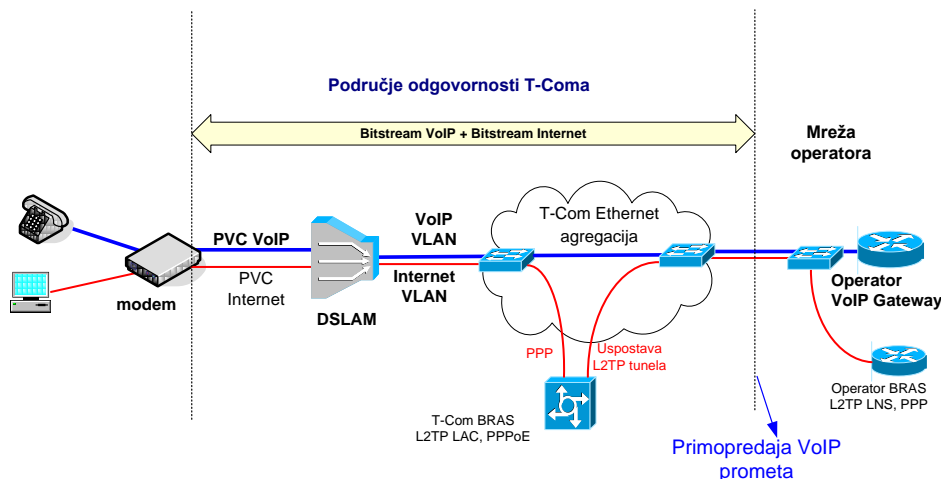 Područje odgovornosti T-Coma
Bitstream VoIP + Bitstream Internet
Mreža
operatora
PVC VoIP
PVC
Internet
modem
DSLAM
VoIP
VLAN
Internet
VLAN
T-Com Ethernet
agregacija
Operator
VoIP Gateway
PPP
Uspostava
L2TP tunela
T-Com BRAS
L2TP LAC, PPPoE
Operator BRAS
L2TP LNS, PPP
Primopredaja VoIP
prometa